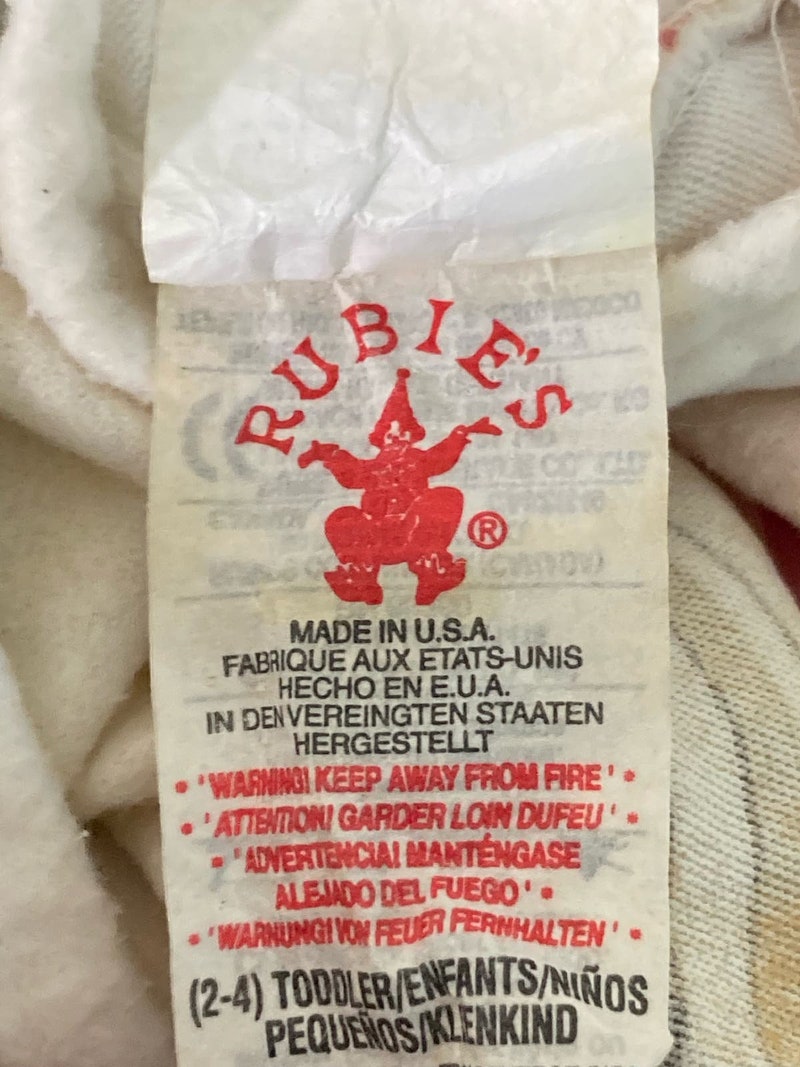 RUBIE'S
®
MADE IN U.S.A.
FABRIQUE AUX ETATS-UNIS
HECHO EN E.U.A.
IN DEN VEREINGTEN STAATEN
HERGESTELLT
• 'WARNING! KEEP AWAY FROM FIRE' •
• 'ATTENTION! GARDER LOIN DUFEU' •
• 'ADVERTENCIA! MANTÉNGASE
ALEJADO DEL FUEGO' •
• 'WARNUNG! VON FEUER FERNHALTEN' •
(2-4) TODDLER/ENFANTS/NIÑOS
PEQUEÑOS/KLENKIND